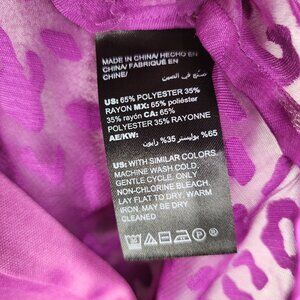 MADE IN CHINA/ HECHO EN
CHINA/ FABRIQUÉ EN
CHINE/
صنع في الصين
US: 65% POLYESTER 35%
RAYON MX: 65% poliéster
35% rayón CA: 65%
POLYESTER 35% RAYONNE
AE/KW:
65% بوليستر 35% رايون
US: WITH SIMILAR COLORS.
MACHINE WASH COLD.
GENTLE CYCLE. ONLY
NON-CHLORINE BLEACH.
LAY FLAT TO DRY. WARM
IRON. MAY BE DRY
CLEANED